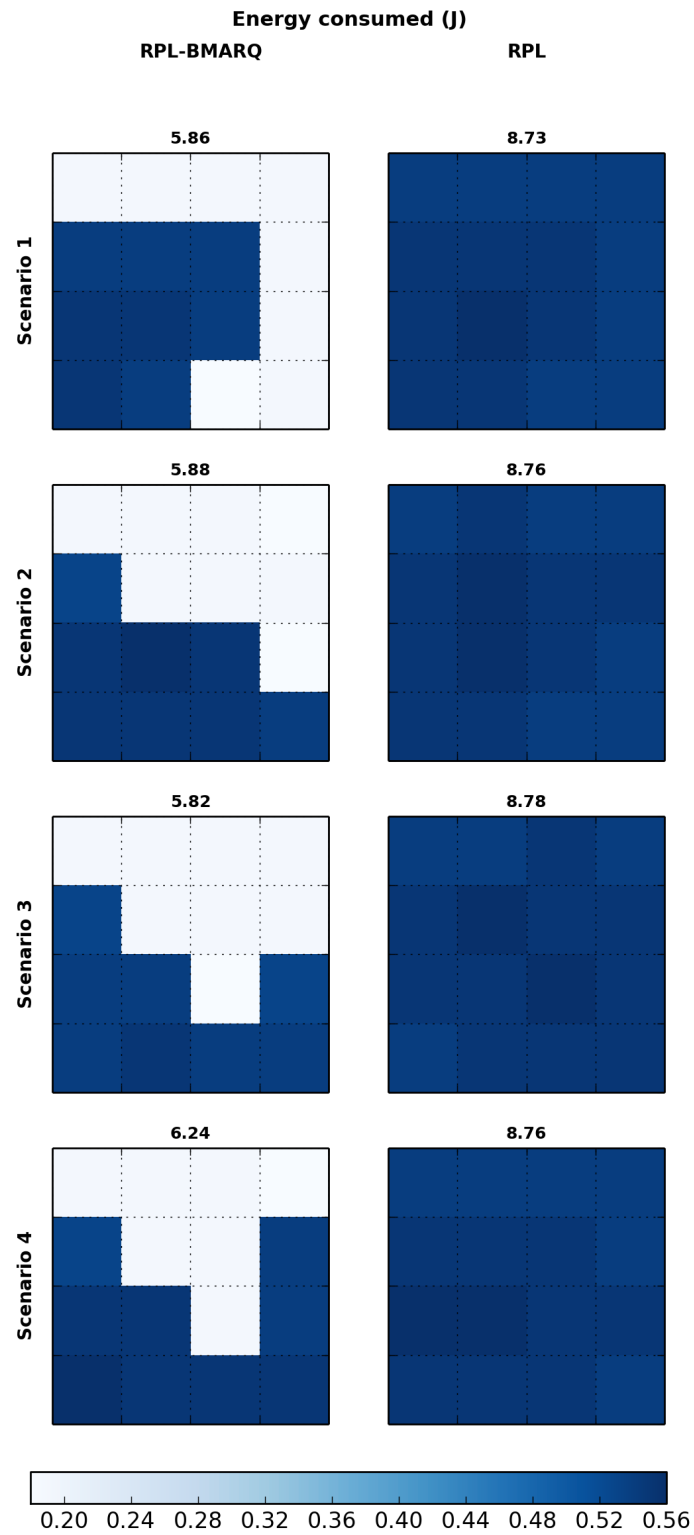 Energy consumed (J)
RPL-BMARQ RPL
5.86 8.73
Scenario 1
5.88 8.76
Scenario 2
5.82 8.78
Scenario 3
6.24 8.76
Scenario 4
0.20 0.24 0.28 0.32 0.36 0.40 0.44 0.48 0.52 0.56